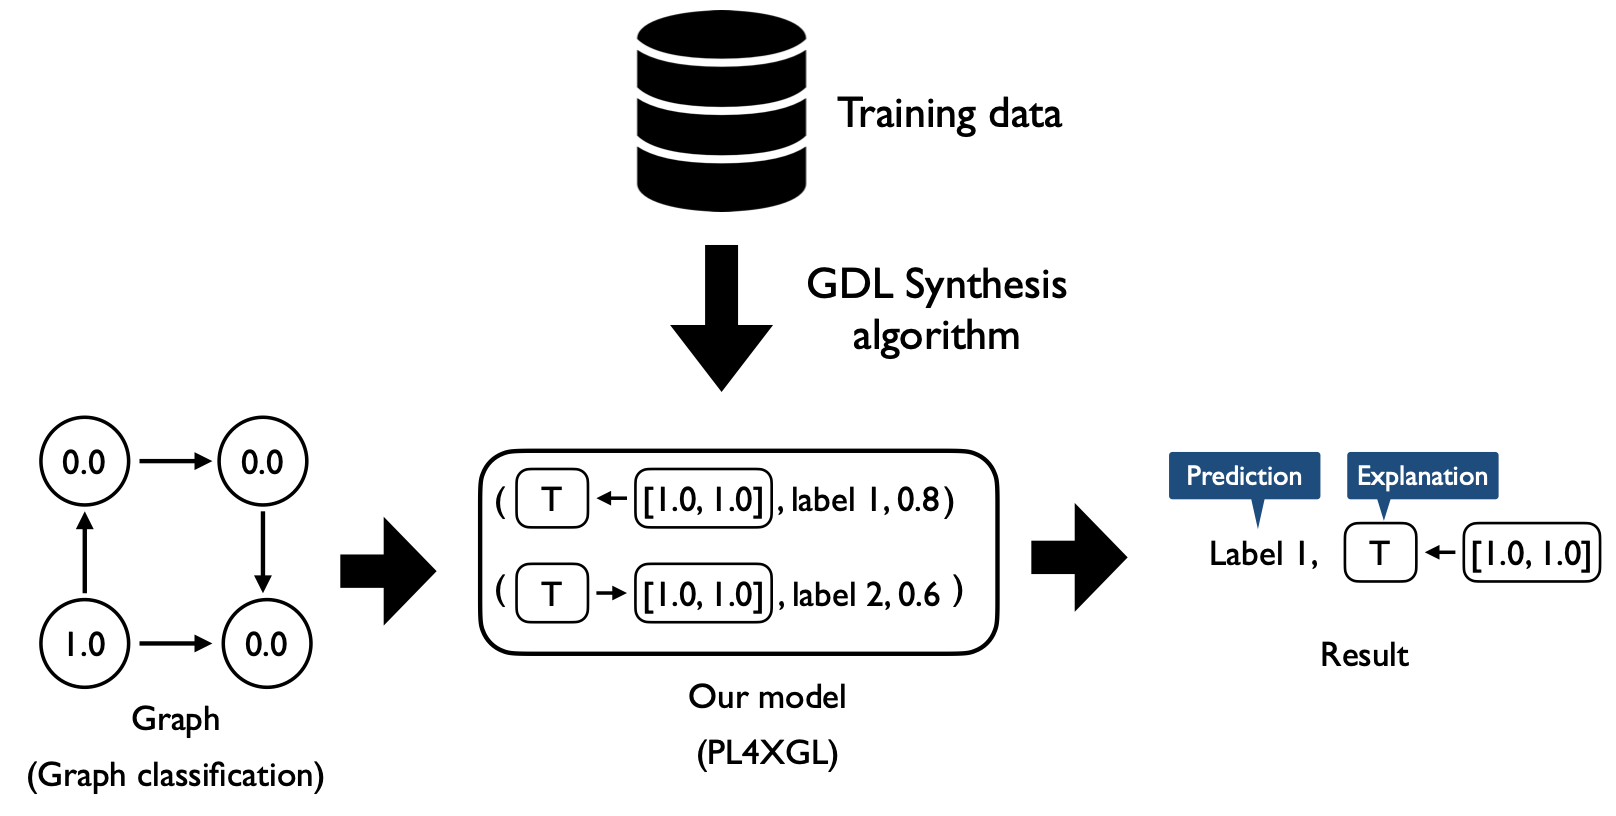 Training data
GDL Synthesis
algorithm
0.0 0.0
1.0 0.0
Graph
(Graph classification)
( T [1.0, 1.0] , label 1, 0.8)
( T [1.0, 1.0] , label 2, 0.6 )
Our model
(PL4XGL)
Prediction Explanation
Label 1, T [1.0, 1.0]
Result